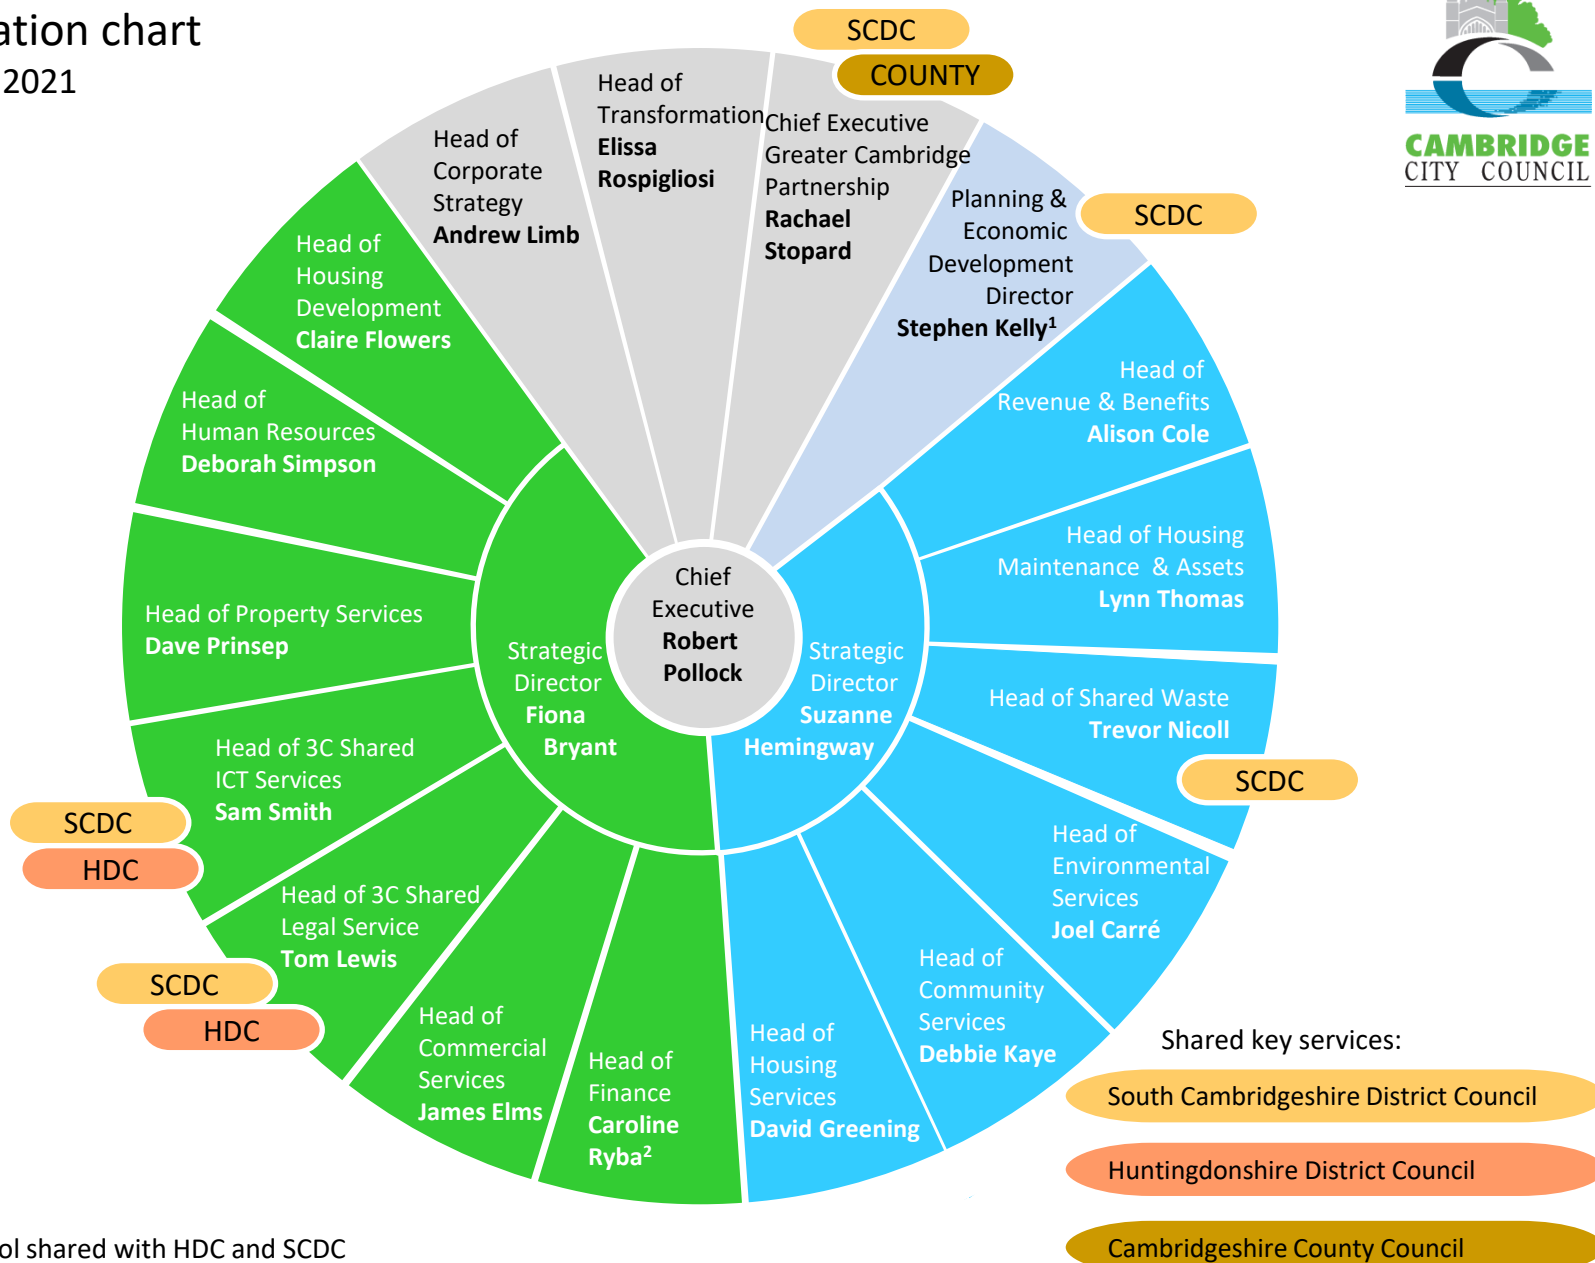 ation chart
2021
SCDC
COUNTY
CAMBRIDGE
CITY COUNCIL
Head of
Corporate
Strategy
Andrew Limb
Head of
Transformation
Elissa
Rospigliosi
Chief Executive
Greater Cambridge
Partnership
Rachael
Stopard
Planning &
Economic
Development
Director
Stephen Kelly¹
SCDC
Head of
Housing
Development
Claire Flowers
Head of
Revenue & Benefits
Alison Cole
Head of
Human Resources
Deborah Simpson
Head of Housing
Maintenance & Assets
Lynn Thomas
Head of Property Services
Dave Prinsep
Strategic
Director
Fiona
Bryant
Chief
Executive
Robert
Pollock
Strategic
Director
Suzanne
Hemingway
Head of Shared Waste
Trevor Nicoll
SCDC
Head of 3C Shared
ICT Services
Sam Smith
SCDC
HDC
Head of
Environmental
Services
Joel Carré
Head of 3C Shared
Legal Service
Tom Lewis
SCDC
HDC
Head of
Community
Services
Debbie Kaye
Head of
Commercial
Services
James Elms
Head of
Finance
Caroline
Ryba²
Head of
Housing
Services
David Greening
Shared key services:
South Cambridgeshire District Council
Huntingdonshire District Council
Cambridgeshire County Council
ol shared with HDC and SCDC